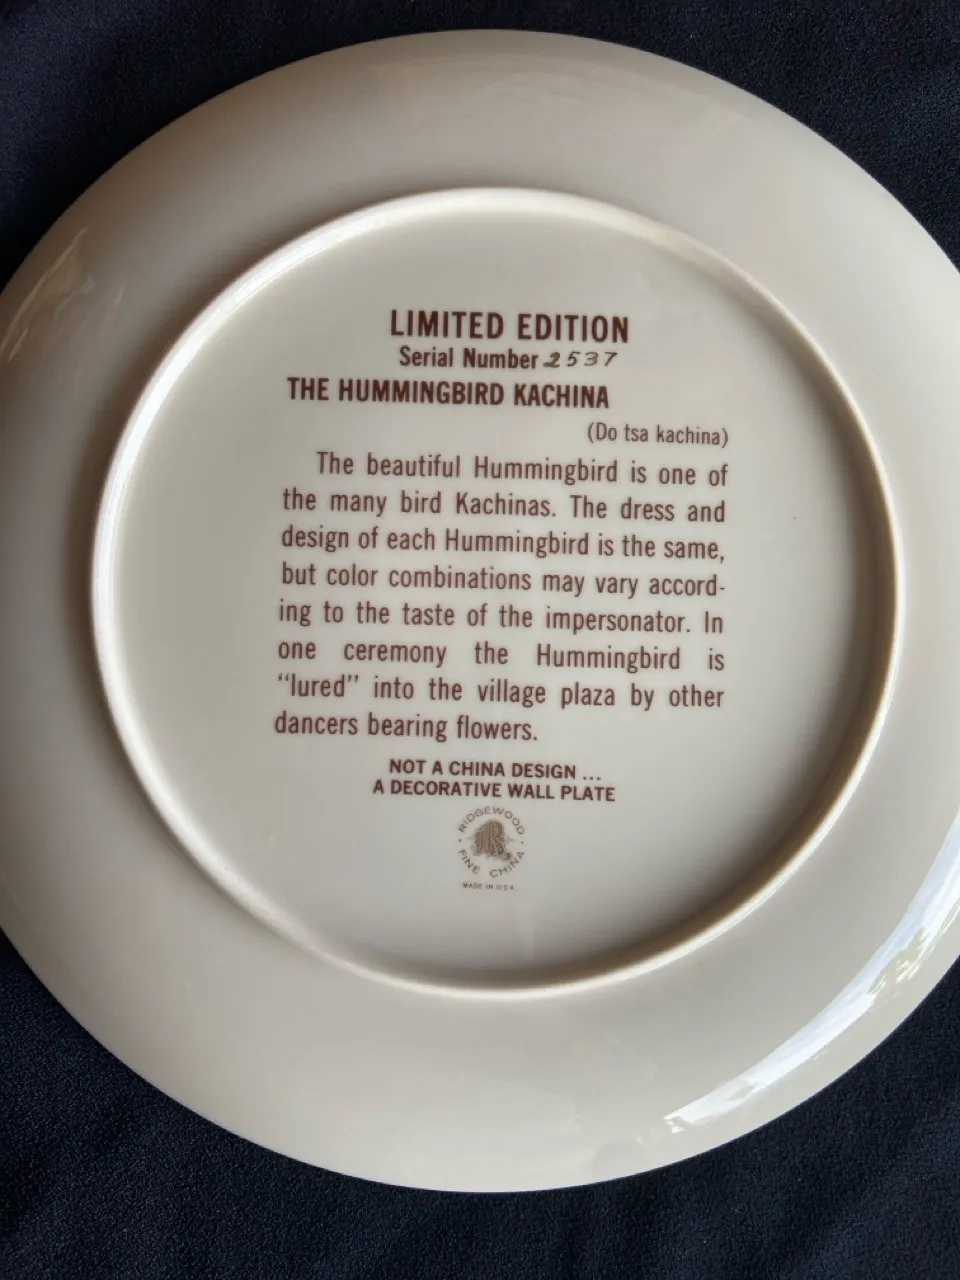 LIMITED EDITION
Serial Number 2537
THE HUMMINGBIRD KACHINA
(Do tsa kachina)
The beautiful Hummingbird is one of
the many bird Kachinas. The dress and
design of each Hummingbird is the same,
but color combinations may vary accord-
ing to the taste of the impersonator. In
one ceremony the Hummingbird is
“lured” into the village plaza by other
dancers bearing flowers.
NOT A CHINA DESIGN ...
A DECORATIVE WALL PLATE
· RIDGEWOOD ·
FINE CHINA
R
MADE IN U.S.A.